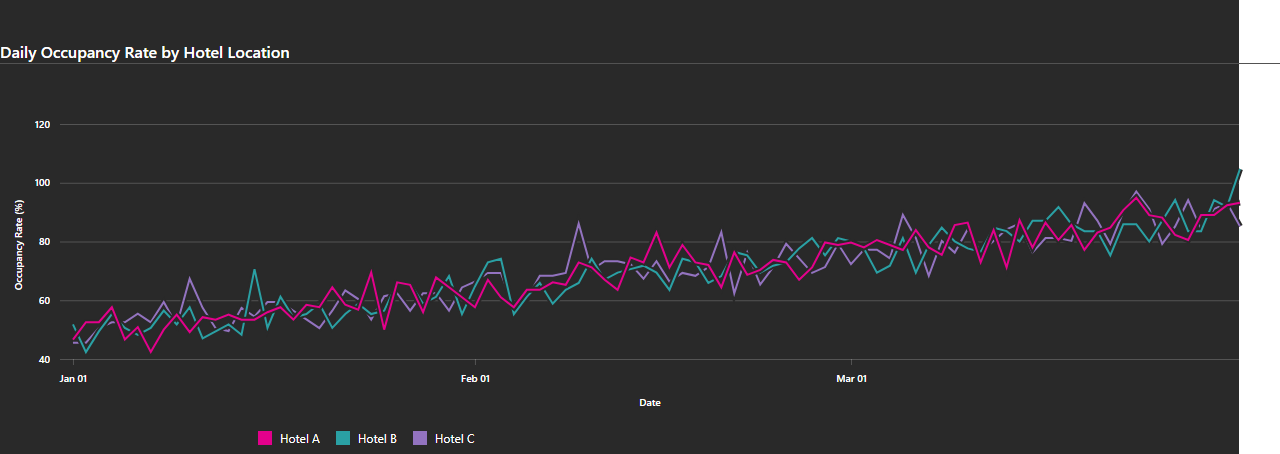 Daily Occupancy Rate by Hotel Location
120
100
80
60
40
Occupancy Rate (%)
Jan 01
Feb 01
Mar 01
Date
Hotel A
Hotel B
Hotel C